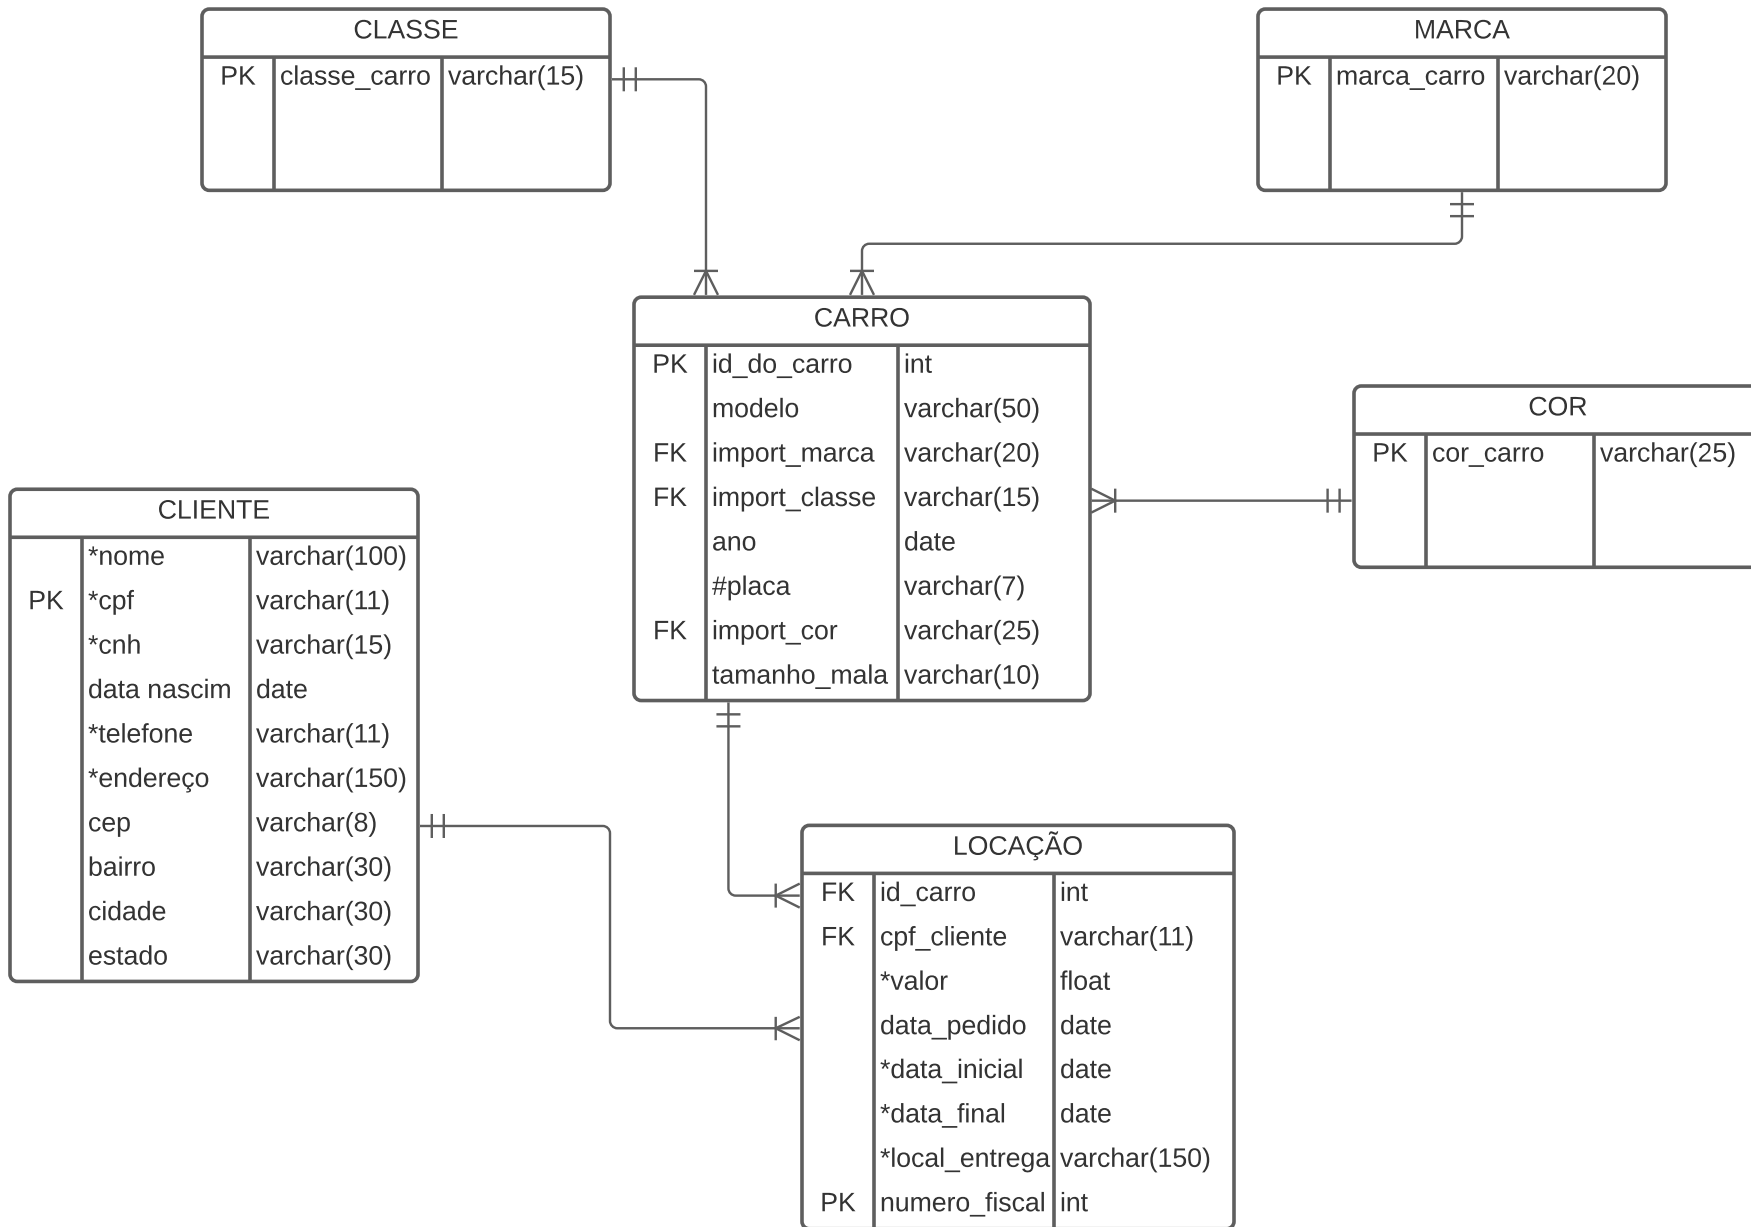 CLASSE
PK classe_carro varchar(15)
MARCA
PK marca_carro varchar(20)
CARRO
PK id_do_carro int
modelo varchar(50)
FK import_marca varchar(20)
FK import_classe varchar(15)
ano date
#placa varchar(7)
FK import_cor varchar(25)
tamanho_mala varchar(10)
COR
PK cor_carro varchar(25)
CLIENTE
*nome varchar(100)
PK *cpf varchar(11)
*cnh varchar(15)
data nascim date
*telefone varchar(11)
*endereço varchar(150)
cep varchar(8)
bairro varchar(30)
cidade varchar(30)
estado varchar(30)
LOCAÇÃO
FK id_carro int
FK cpf_cliente varchar(11)
*valor float
data_pedido date
*data_inicial date
*data_final date
*local_entrega varchar(150)
PK numero_fiscal int